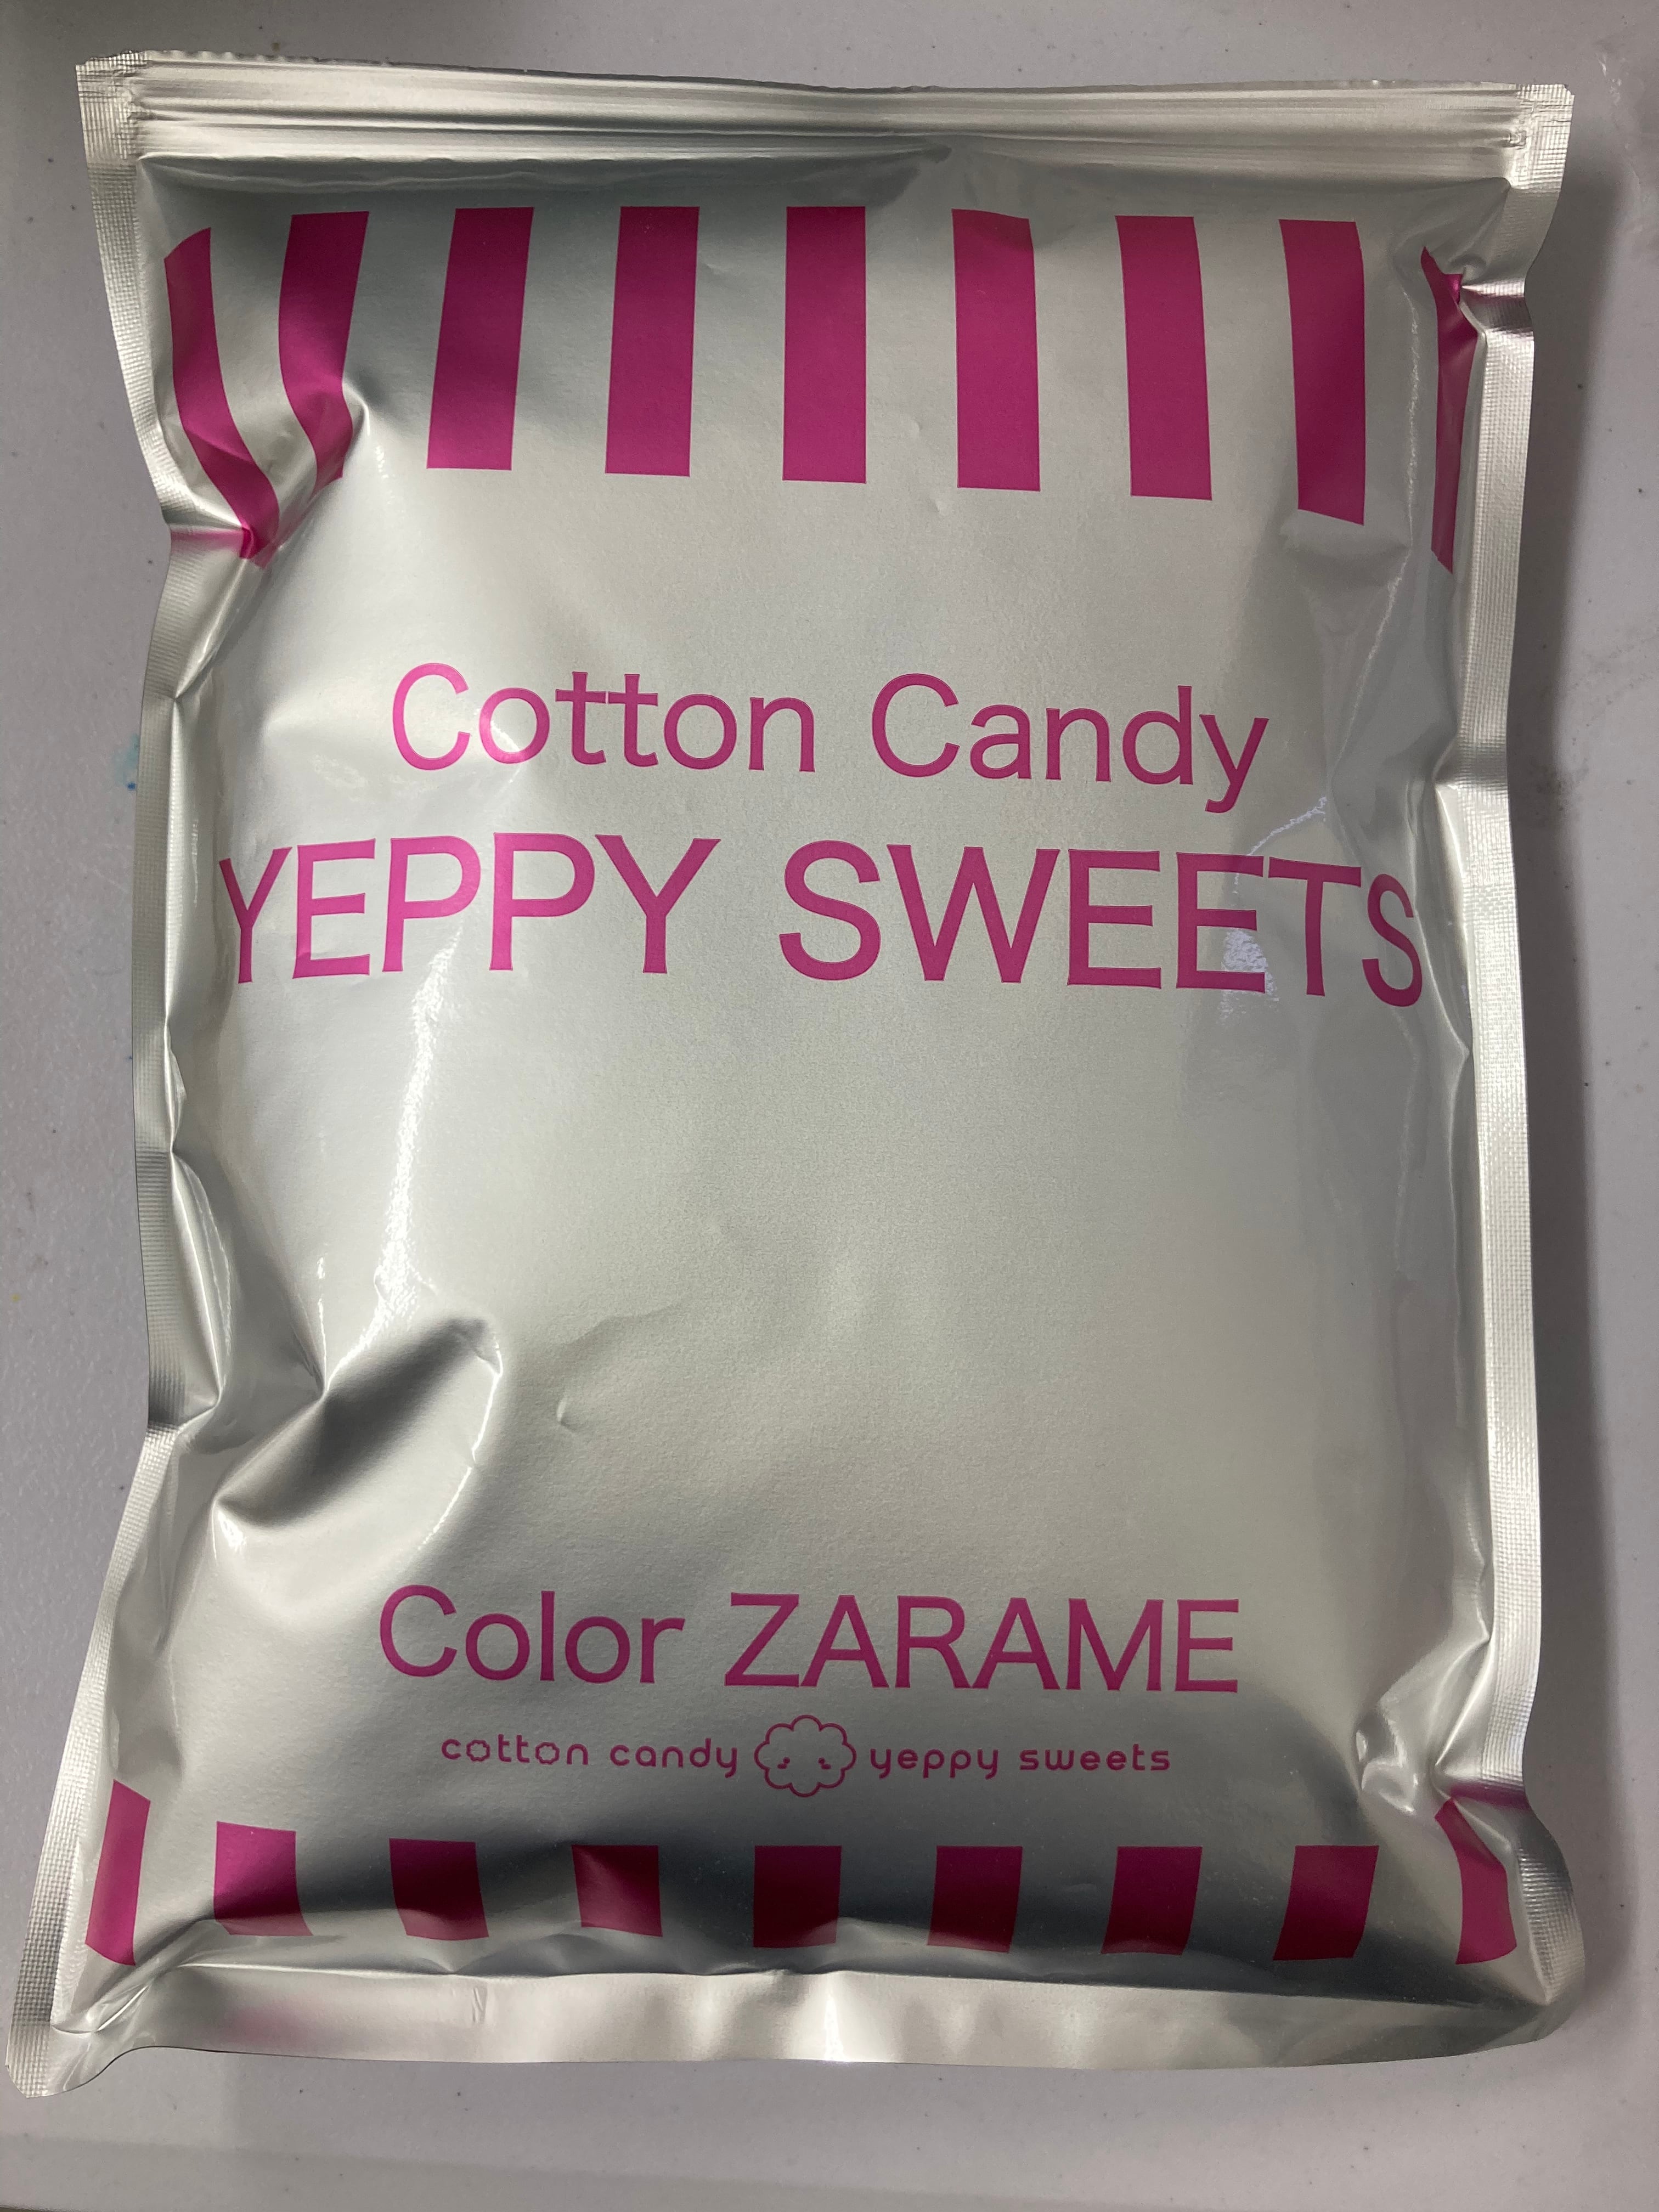 Cotton Candy
YEPPY SWEETS
Color ZARAME
cotton candy yeppy sweets